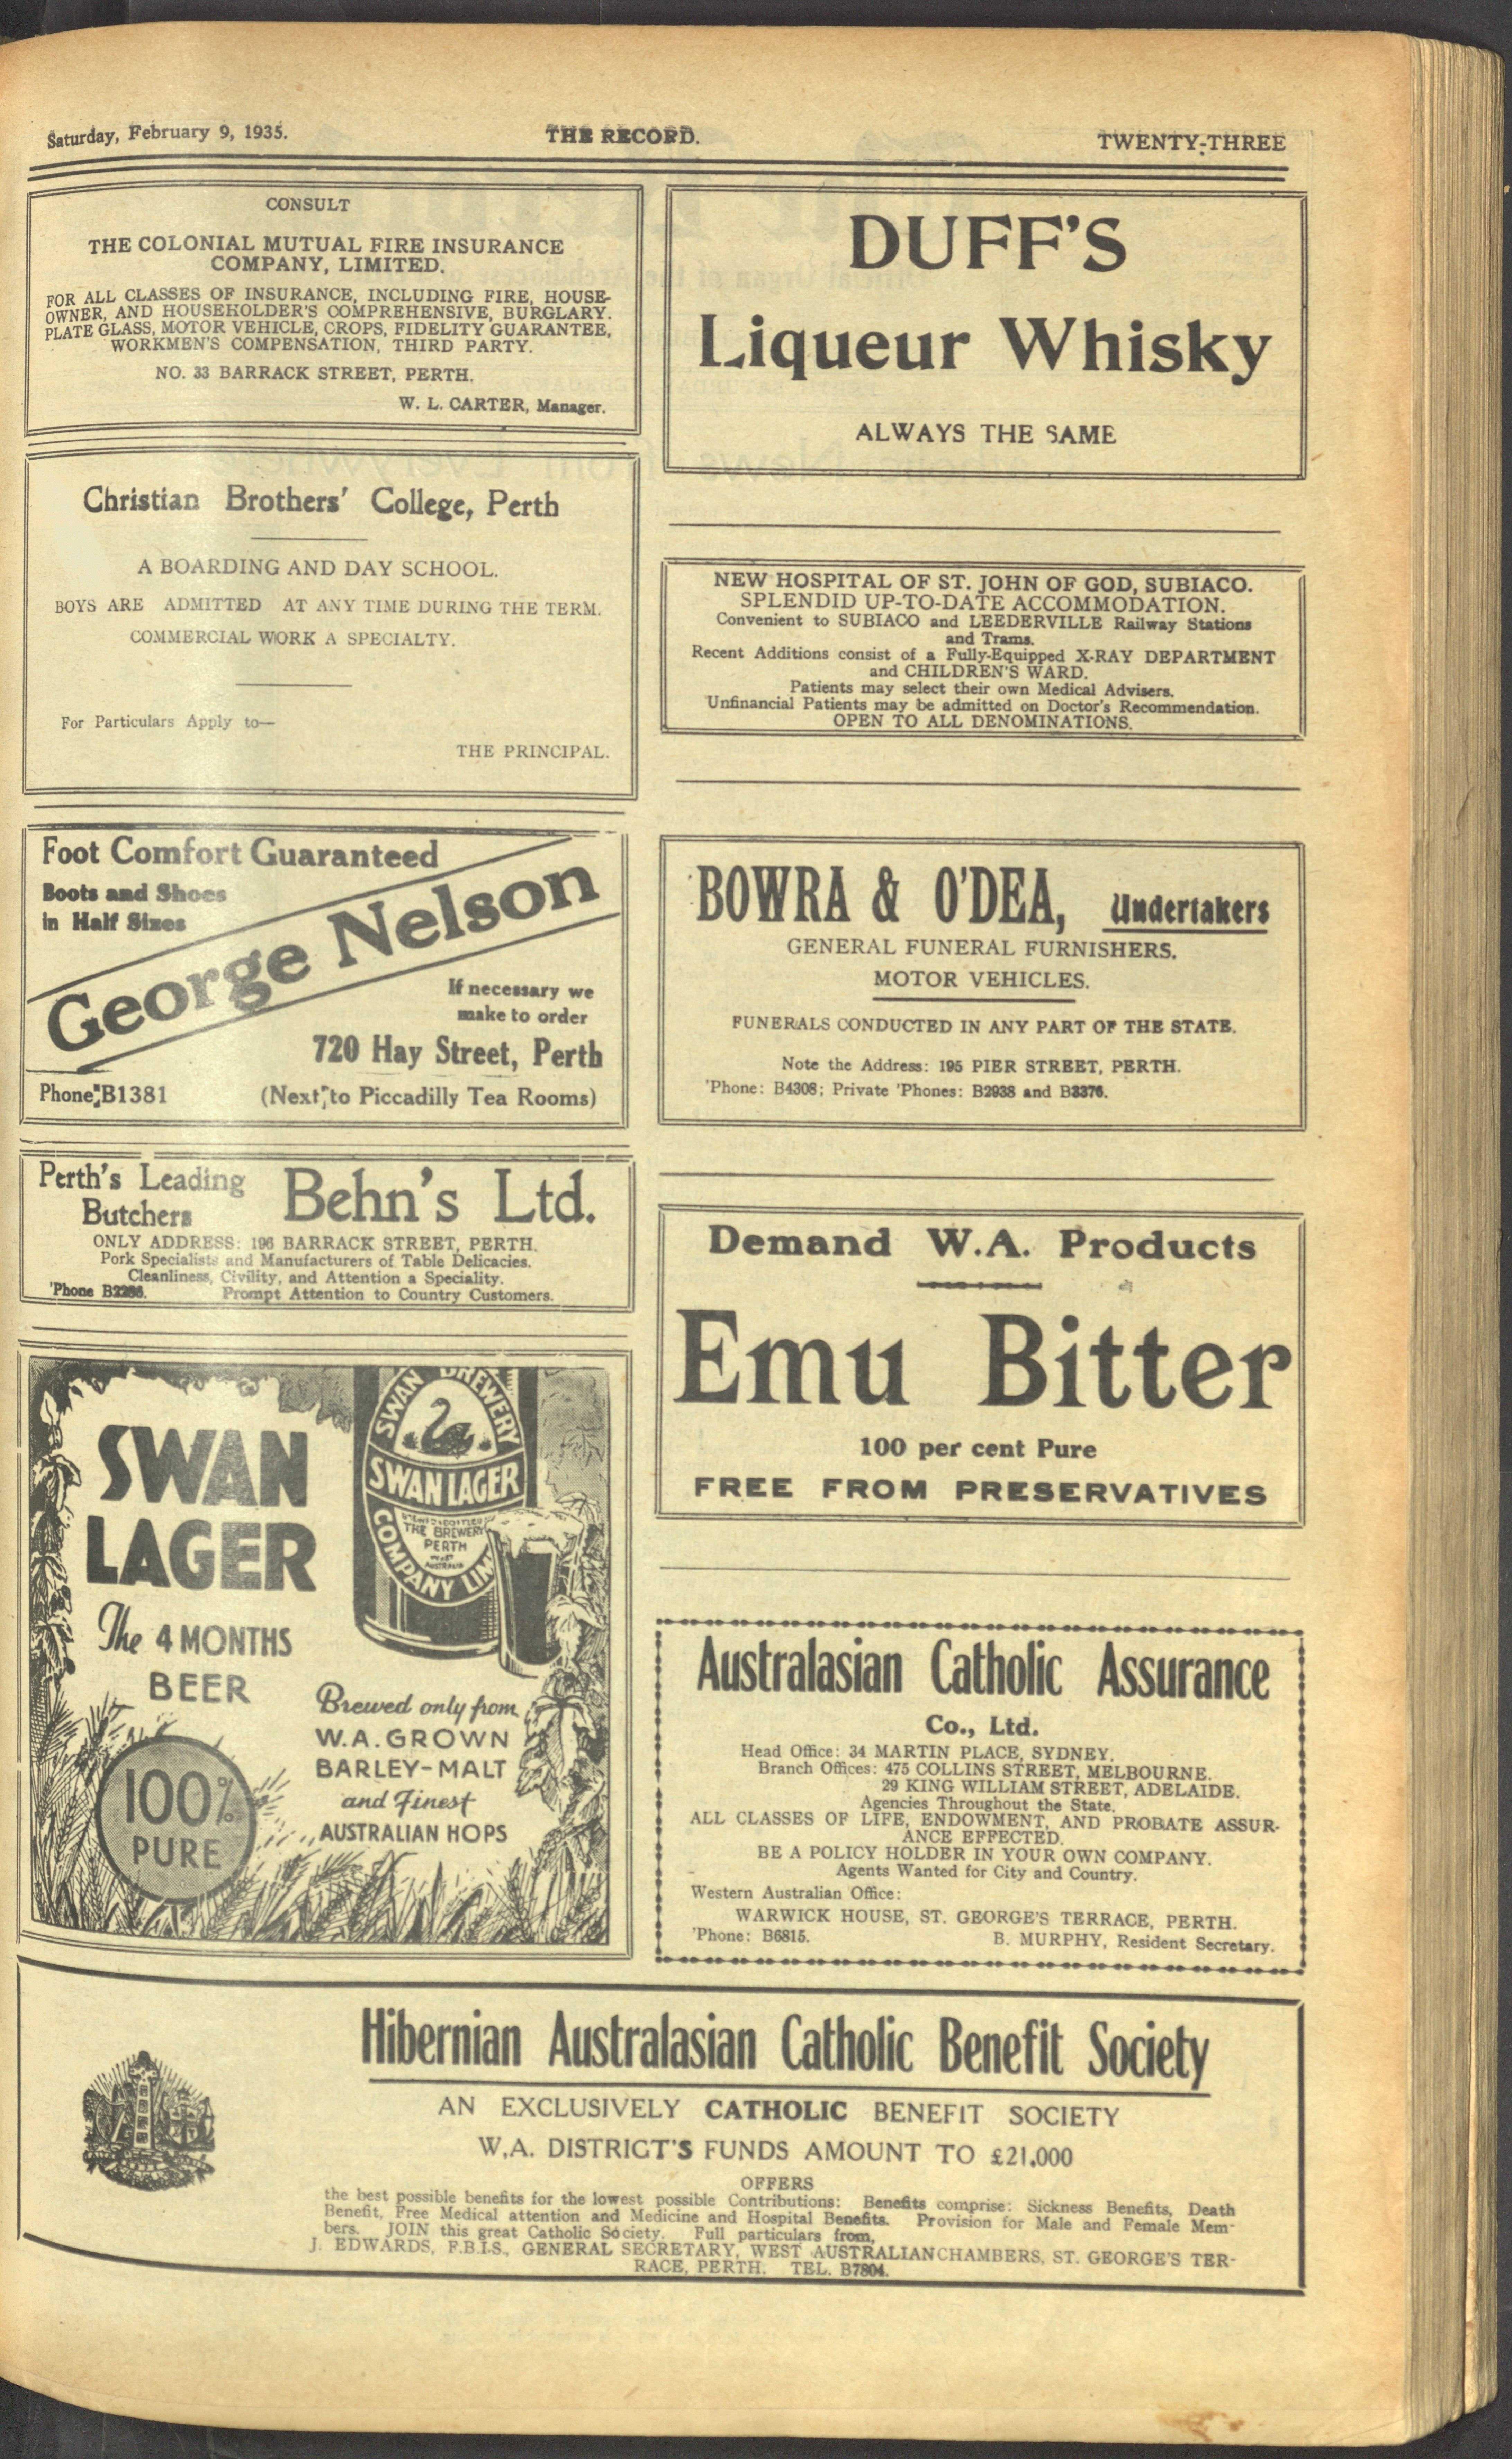 Saturday, February 9, 1935.
THE RECORD.
TWENTY-THREE
CONSULT
THE COLONIAL MUTUAL FIRE INSURANCE
COMPANY, LIMITED.
FOR ALL CLASSES OF INSURANCE, INCLUDING FIRE, HOUSE-
OWNER, AND HOUSEHOLDER'S COMPREHENSIVE, BURGLARY.
PLATE GLASS, MOTOR VEHICLE, CROPS, FIDELITY GUARANTEE,
WORKMEN'S COMPENSATION, THIRD PARTY.
NO. 33 BARRACK STREET, PERTH.
W. L. CARTER, Manager.
Christian Brothers' College, Perth
A BOARDING AND DAY SCHOOL.
BOYS ARE ADMITTED AT ANY TIME DURING THE TERM.
COMMERCIAL WORK A SPECIALTY.
For Particulars Apply to—
THE PRINCIPAL.
Foot Comfort Guaranteed
Boots and Shoes
in Half Sizes
George Nelson
If necessary we
make to order
720 Hay Street, Perth
Phone B1381
(Next to Piccadilly Tea Rooms)
Perth's Leading
Butchers
Behn's Ltd.
ONLY ADDRESS: 196 BARRACK STREET, PERTH.
Pork Specialists and Manufacturers of Table Delicacies.
Cleanliness, Civility, and Attention a Speciality.
'Phone
Prompt Attention to Country Customers.
SWAN
LAGER
The 4 MONTHS
BEER
SWAN BREWERY
SWAN LAGER
THE BREWERY
PERTH
WEST
AUSTRALIA
COMPANY LIM
Brewed only from
W.A. GROWN
BARLEY-MALT
and Finest
AUSTRALIAN HOPS
100%
PURE
DUFF'S
Liqueur Whisky
ALWAYS THE SAME
NEW HOSPITAL OF ST. JOHN OF GOD, SUBIACO.
SPLENDID UP-TO-DATE ACCOMMODATION.
Convenient to SUBIACO and LEEDERVILLE Railway Stations
and Trams.
Recent Additions consist of a Fully-Equipped X-RAY DEPARTMENT
and CHILDREN'S WARD.
Patients may select their own Medical Advisers.
Unfinancial Patients may be admitted on Doctor's Recommendation.
OPEN TO ALL DENOMINATIONS.
BOWRA & O'DEA, Undertakers
GENERAL FUNERAL FURNISHERS.
MOTOR VEHICLES.
FUNERALS CONDUCTED IN ANY PART OF THE STATE.
Note the Address: 195 PIER STREET, PERTH.
'Phone: B4308; Private 'Phones: B2938 and B3376.
Demand W.A. Products
Emu Bitter
100 per cent Pure
FREE FROM PRESERVATIVES
Australasian Catholic Assurance
Co., Ltd.
Head Office: 34 MARTIN PLACE, SYDNEY.
Branch Offices: 475 COLLINS STREET, MELBOURNE.
29 KING WILLIAM STREET, ADELAIDE.
Agencies Throughout the State.
ALL CLASSES OF LIFE, ENDOWMENT, AND PROBATE ASSUR-
ANCE EFFECTED.
BE A POLICY HOLDER IN YOUR OWN COMPANY.
Agents Wanted for City and Country.
Western Australian Office:
WARWICK HOUSE, ST. GEORGE'S TERRACE, PERTH.
'Phone: B6815.
B. MURPHY, Resident Secretary.
Hibernian Australasian Catholic Benefit Society
AN EXCLUSIVELY CATHOLIC BENEFIT SOCIETY
W.A. DISTRICT'S FUNDS AMOUNT TO £21,000
OFFERS
the best possible benefits for the lowest possible Contributions: Benefits comprise: Sickness Benefits, Death
Benefit, Free Medical attention and Medicine and Hospital Benefits. Provision for Male and Female Mem-
bers. JOIN this great Catholic Society. Full particulars from,
J. EDWARDS, F.B.I.S., GENERAL SECRETARY, WEST AUSTRALIAN CHAMBERS, ST. GEORGE'S TER-
RACE, PERTH. TEL. B7804.